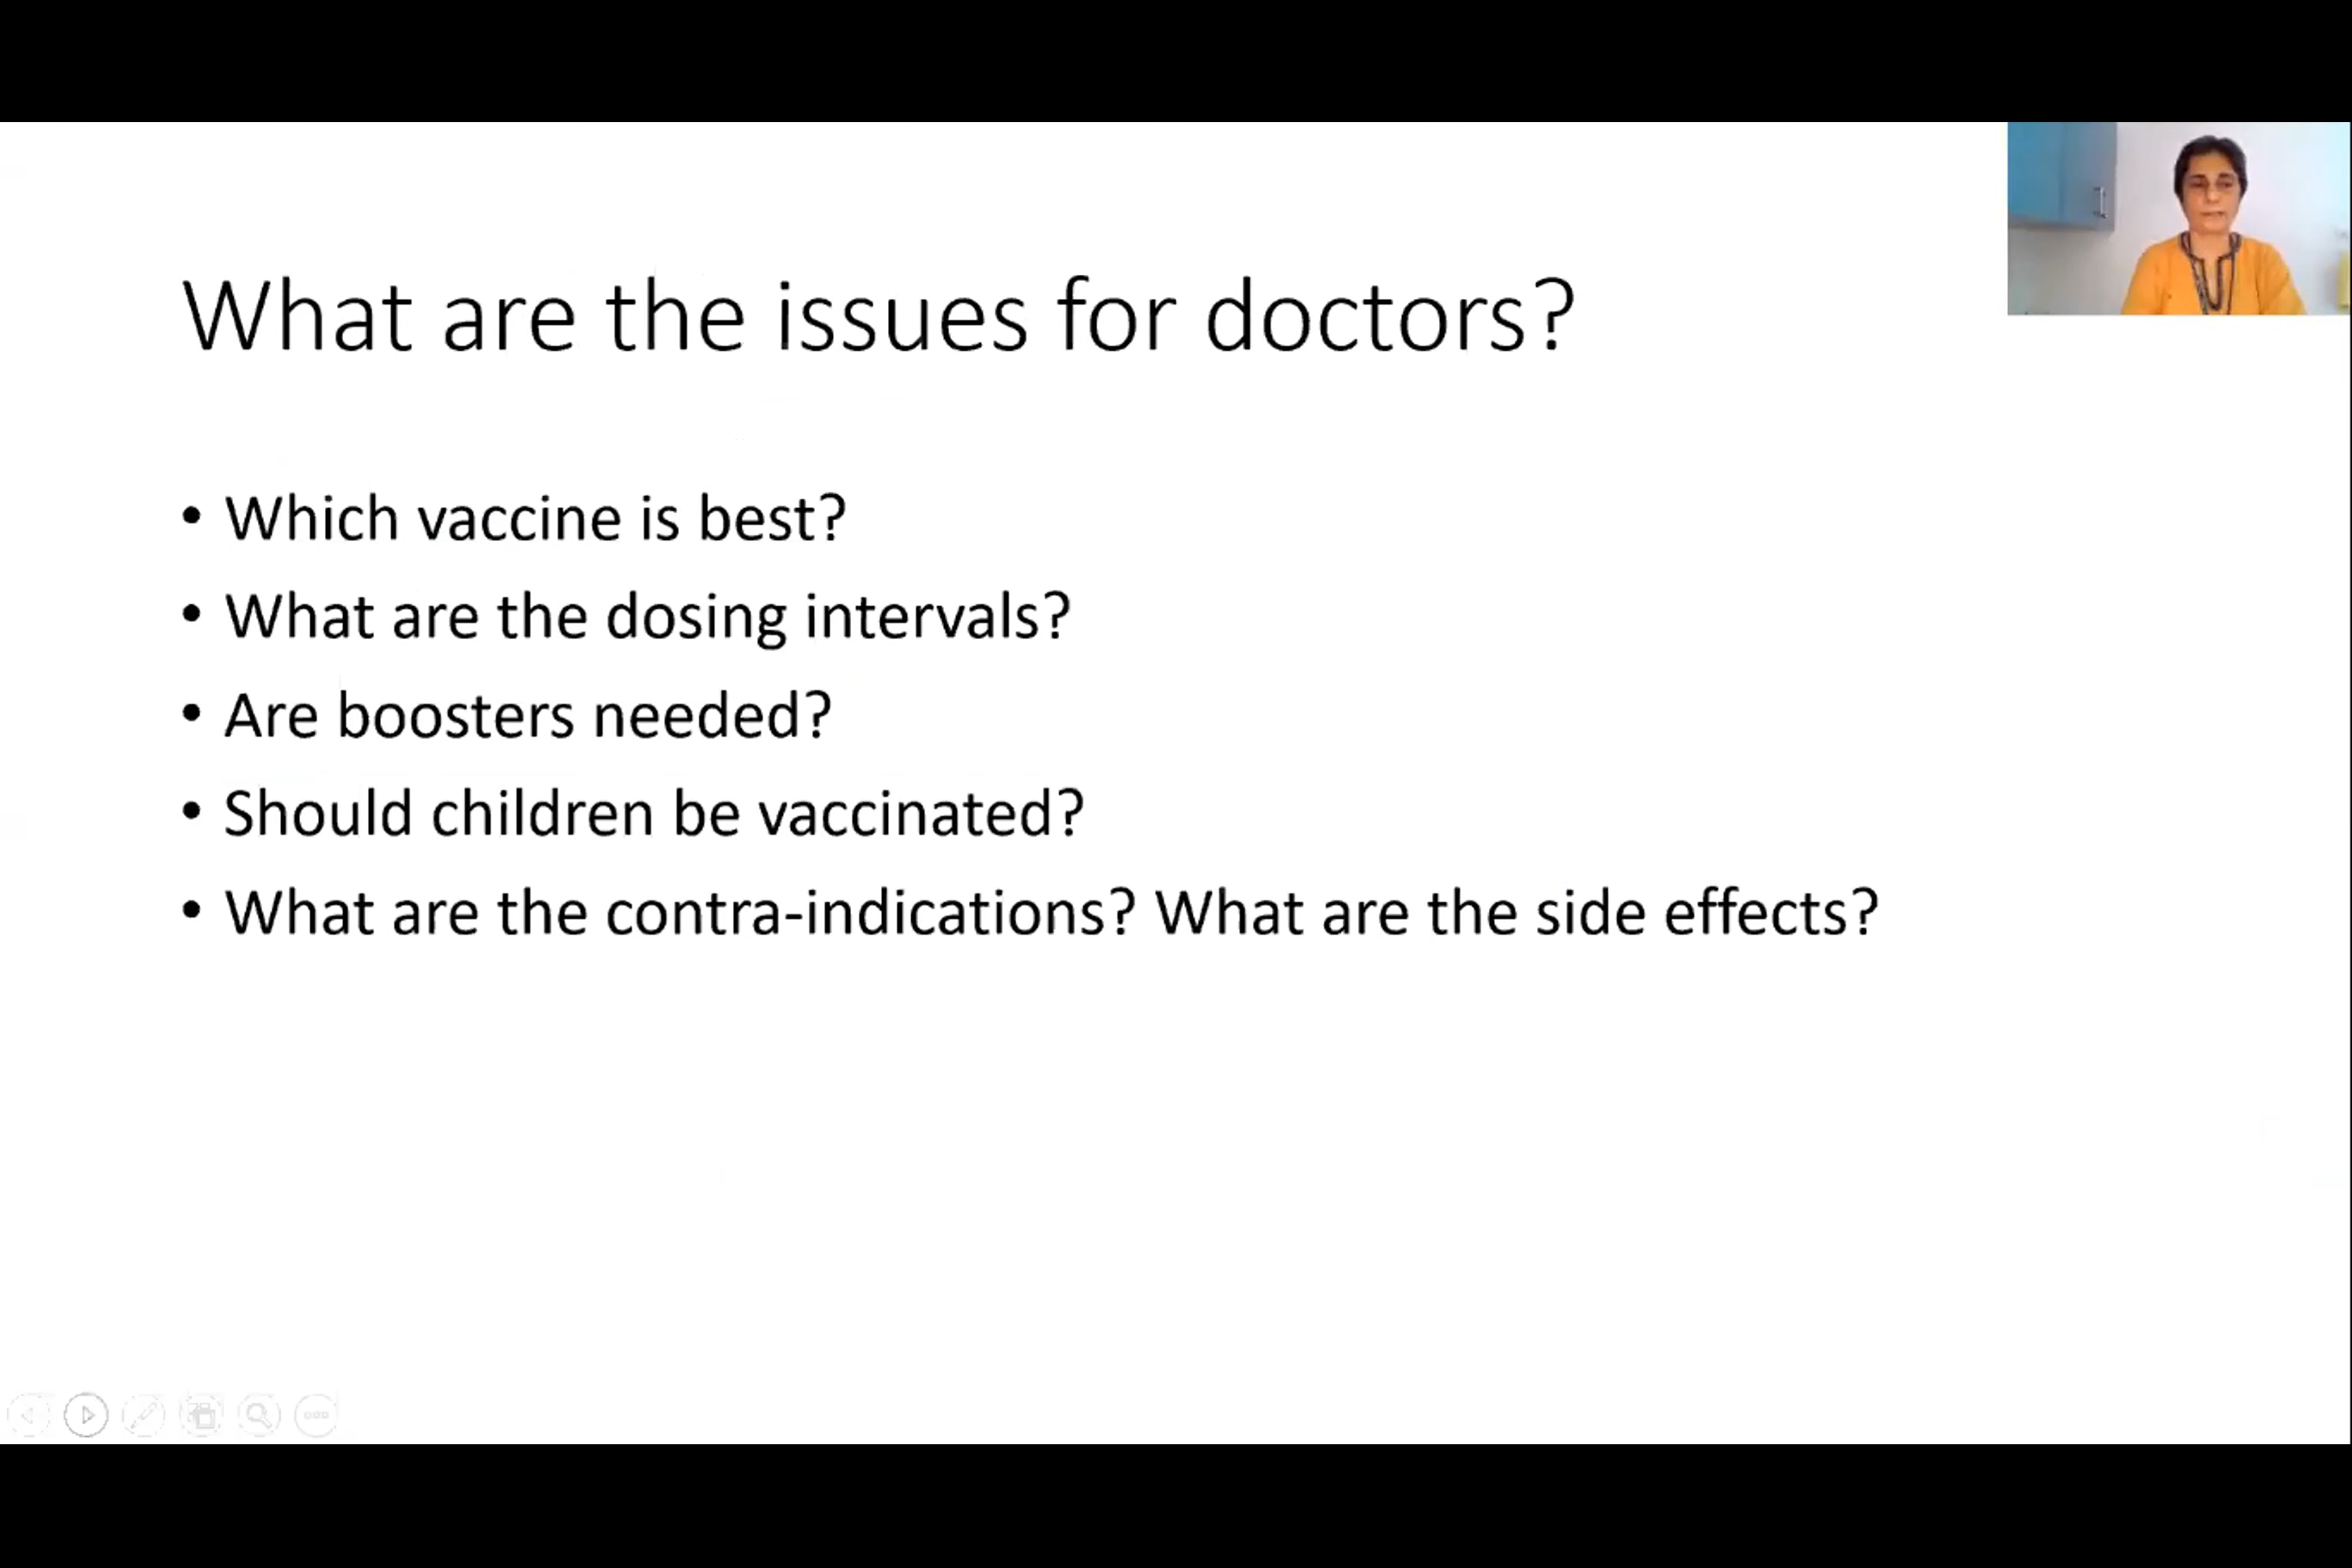 What are the issues for doctors?
• Which vaccine is best?
• What are the dosing intervals?
• Are boosters needed?
• Should children be vaccinated?
• What are the contra-indications? What are the side effects?